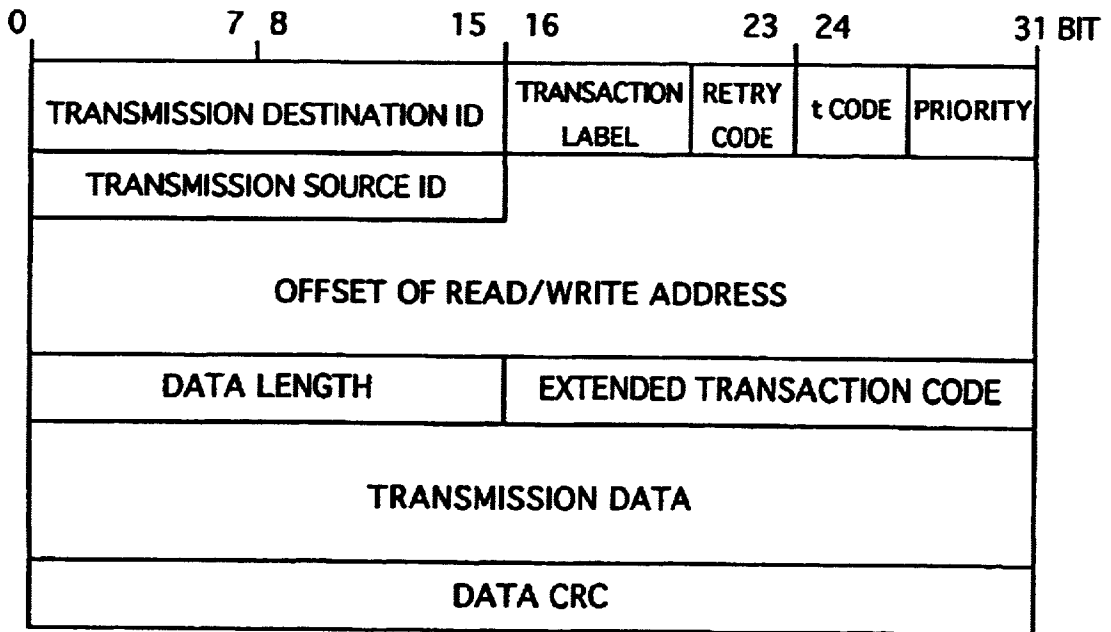 0 7 8 15 16 23 24 31 BIT
TRANSMISSION DESTINATION ID
TRANSACTION
LABEL
RETRY
CODE
t CODE
PRIORITY
TRANSMISSION SOURCE ID
OFFSET OF READ/WRITE ADDRESS
DATA LENGTH
EXTENDED TRANSACTION CODE
TRANSMISSION DATA
DATA CRC